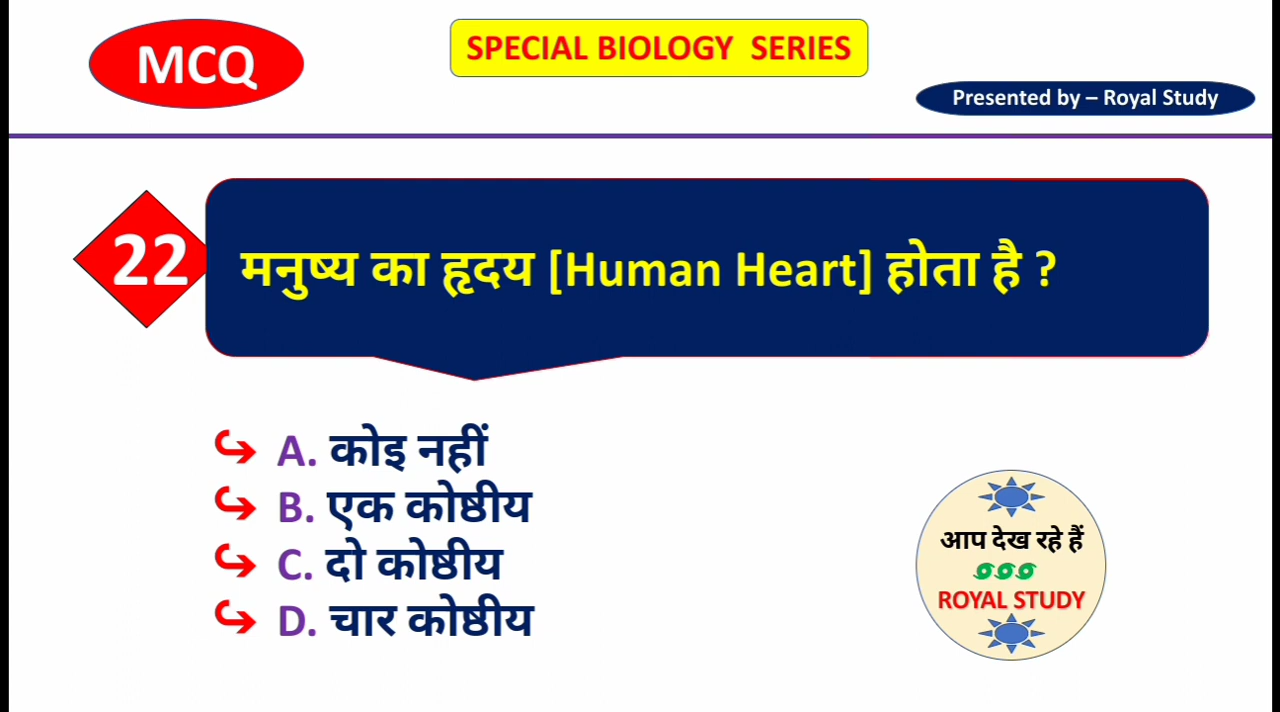 MCQ
SPECIAL BIOLOGY SERIES
Presented by – Royal Study
22
मनुष्य का हृदय [Human Heart] होता है ?
A. कोइ नहीं
B. एक कोष्ठीय
C. दो कोष्ठीय
D. चार कोष्ठीय
आप देख रहे हैं
ROYAL STUDY